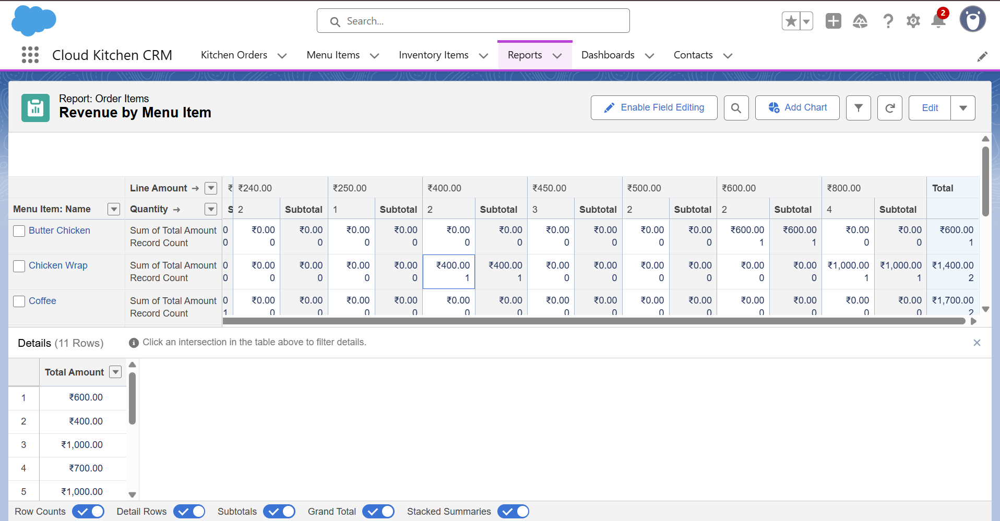 Search...
2
Cloud Kitchen CRM Kitchen Orders Menu Items Inventory Items Reports Dashboards Contacts
Report: Order Items
Revenue by Menu Item
Enable Field Editing Add Chart Edit
Line Amount → ₹ ₹240.00 ₹250.00 ₹400.00 ₹450.00 ₹500.00 ₹600.00 ₹800.00 Total
Menu Item: Name Quantity → S 2 Subtotal 1 Subtotal 2 Subtotal 3 Subtotal 2 Subtotal 2 Subtotal 4 Subtotal
Butter Chicken Sum of Total Amount 0 ₹0.00 ₹0.00 ₹0.00 ₹0.00 ₹0.00 ₹0.00 ₹0.00 ₹0.00 ₹0.00 ₹0.00 ₹600.00 ₹600.00 ₹0.00 ₹0.00 ₹600.00
Record Count 0 0 0 0 0 0 0 0 0 0 0 1 1 0 0 1
Chicken Wrap Sum of Total Amount 0 ₹0.00 ₹0.00 ₹0.00 ₹0.00 ₹400.00 ₹400.00 ₹0.00 ₹0.00 ₹0.00 ₹0.00 ₹0.00 ₹0.00 ₹1,000.00 ₹1,000.00 ₹1,400.00
Record Count 0 0 0 0 0 1 1 0 0 0 0 0 0 1 1 2
Coffee Sum of Total Amount 0 ₹0.00 ₹0.00 ₹0.00 ₹0.00 ₹0.00 ₹0.00 ₹0.00 ₹0.00 ₹0.00 ₹0.00 ₹0.00 ₹0.00 ₹0.00 ₹0.00 ₹1,700.00
Record Count 1 0 0 0 0 0 0 0 0 0 0 0 0 0 0 2
Details (11 Rows) Click an intersection in the table above to filter details.
Total Amount
1 ₹600.00
2 ₹400.00
3 ₹1,000.00
4 ₹700.00
5 ₹1,000.00
Row Counts Detail Rows Subtotals Grand Total Stacked Summaries